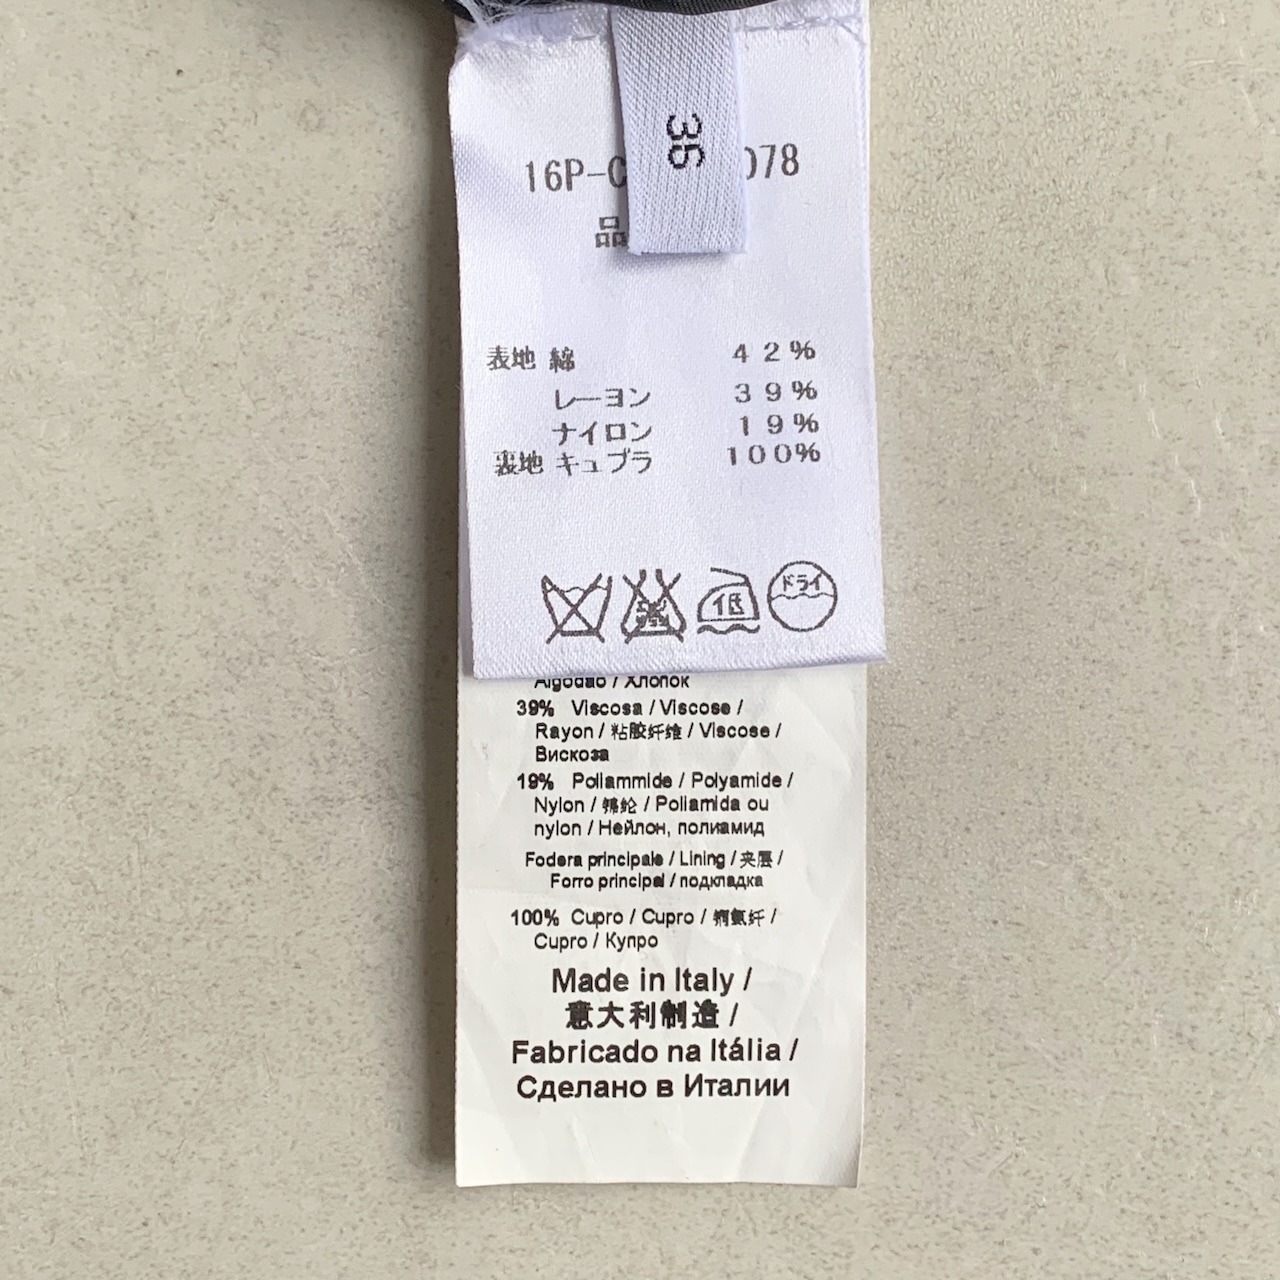 36
16P-C
078
品
表地 綿 42%
レーヨン 39%
ナイロン 19%
裏地 キュプラ 100%
低
ドライ
Algodão / Хлопок
39% Viscosa / Viscose /
Rayon / 粘胶纤维 / Viscose /
Вискоза
19% Poliammide / Polyamide /
Nylon / 锦纶 / Poliamida ou
nylon / Нейлон, полиамид
Fodera principale / Lining / 夹层 /
Forro principal / подкладка
100% Cupro / Cupro / 铜氨纤 /
Cupro / Купро
Made in Italy /
意大利制造 /
Fabricado na Itália /
Сделано в Италии